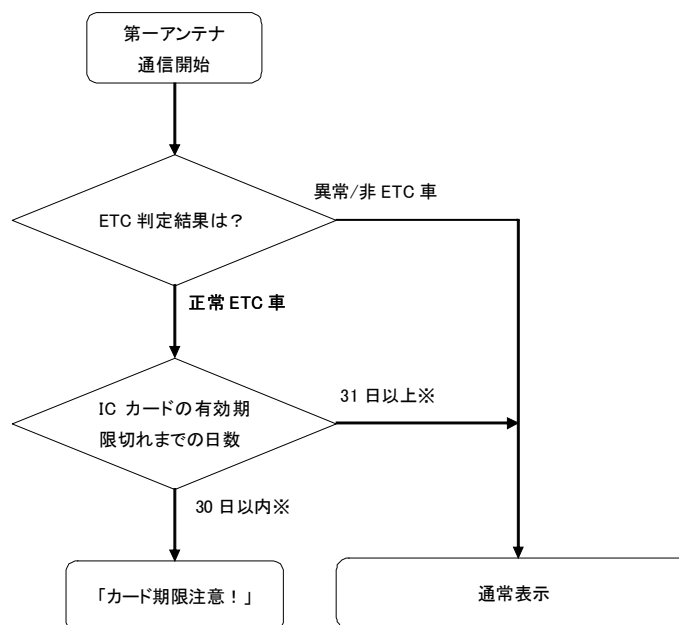 第一アンテナ
通信開始
異常/非 ETC 車
ETC 判定結果は？
正常 ETC 車
IC カードの有効期
限切れまでの日数
31 日以上※
30 日以内※
「カード期限注意！」
通常表示